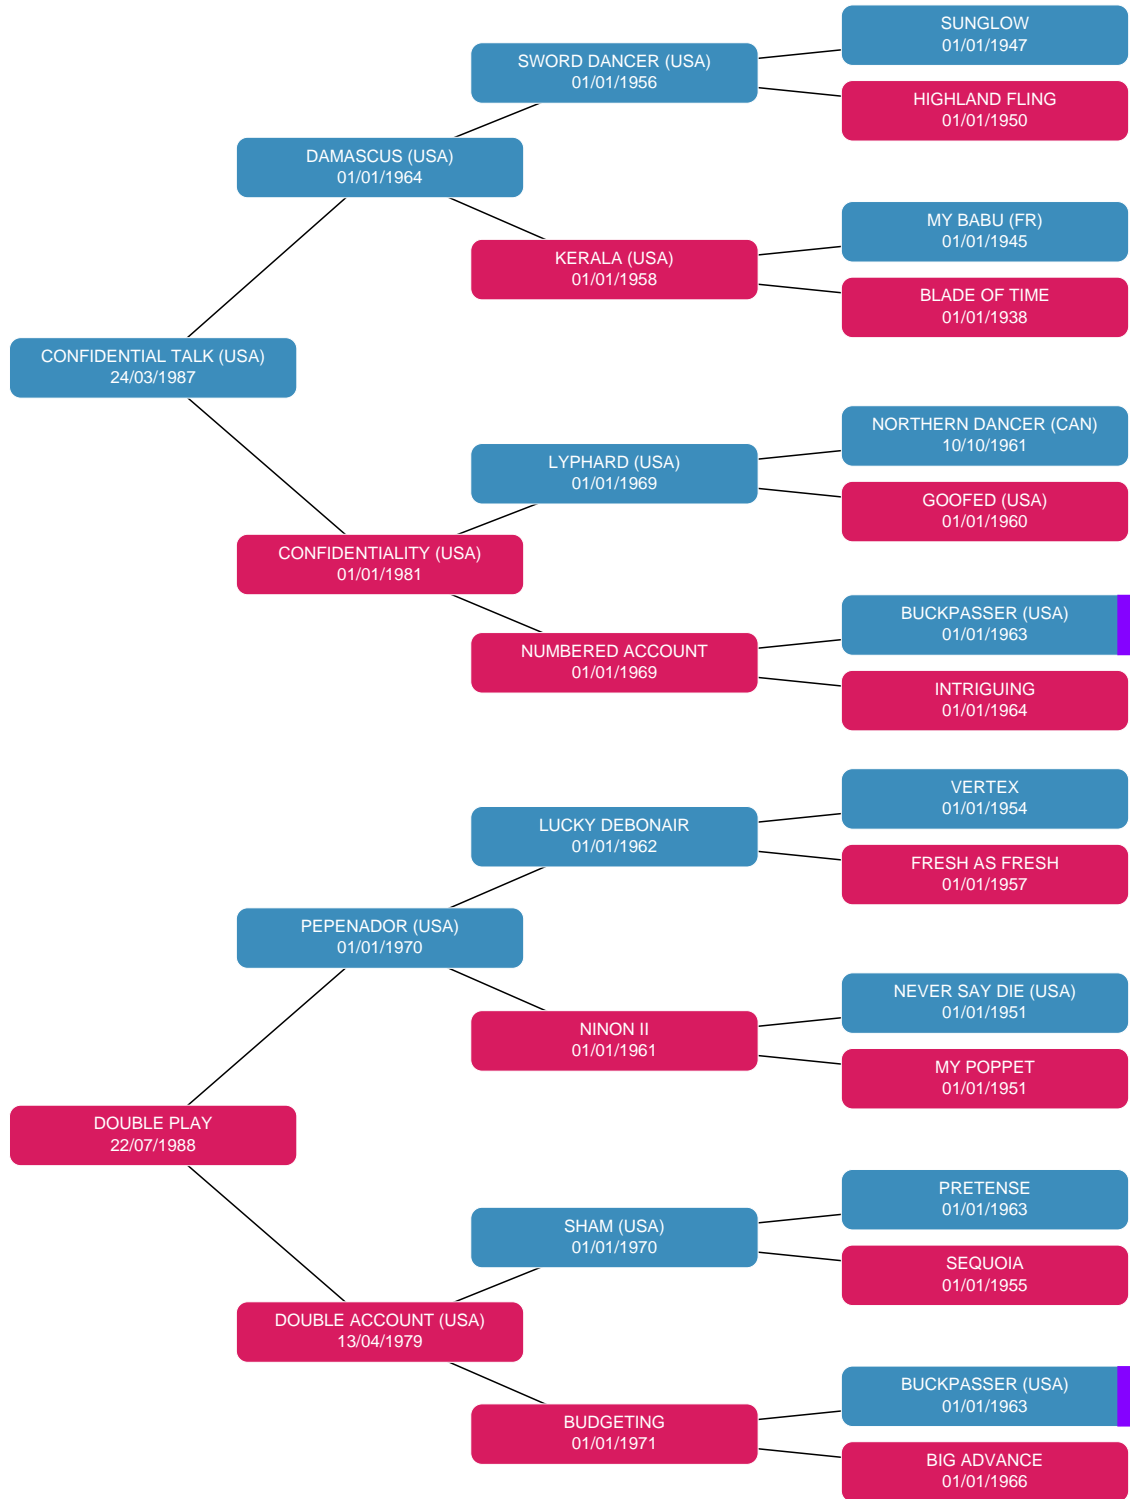 SUNGLOW
01/01/1947
SWORD DANCER (USA)
01/01/1956
HIGHLAND FLING
01/01/1950
DAMASCUS (USA)
01/01/1964
MY BABU (FR)
01/01/1945
KERALA (USA)
01/01/1958
BLADE OF TIME
01/01/1938
CONFIDENTIAL TALK (USA)
24/03/1987
NORTHERN DANCER (CAN)
10/10/1961
LYPHARD (USA)
01/01/1969
GOOFED (USA)
01/01/1960
CONFIDENTIALITY (USA)
01/01/1981
BUCKPASSER (USA)
01/01/1963
NUMBERED ACCOUNT
01/01/1969
INTRIGUING
01/01/1964
VERTEX
01/01/1954
LUCKY DEBONAIR
01/01/1962
FRESH AS FRESH
01/01/1957
PEPENADOR (USA)
01/01/1970
NEVER SAY DIE (USA)
01/01/1951
NINON II
01/01/1961
MY POPPET
01/01/1951
DOUBLE PLAY
22/07/1988
PRETENSE
01/01/1963
SHAM (USA)
01/01/1970
SEQUOIA
01/01/1955
DOUBLE ACCOUNT (USA)
13/04/1979
BUCKPASSER (USA)
01/01/1963
BUDGETING
01/01/1971
BIG ADVANCE
01/01/1966